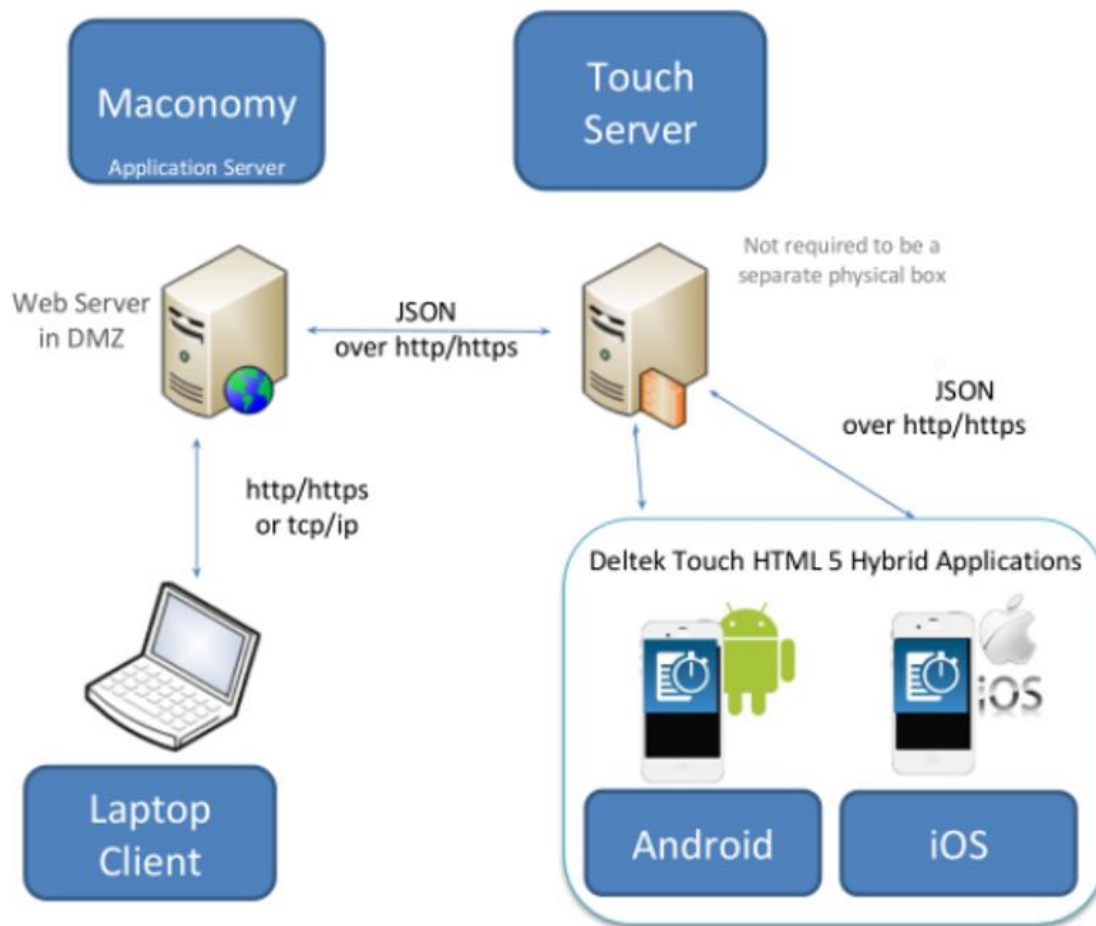 Maconomy
Application Server
Touch
Server
Web Server
in DMZ
JSON
over http/https
Not required to be a
separate physical box
JSON
over http/https
http/https
or tcp/ip
Deltek Touch HTML 5 Hybrid Applications
iOS
Laptop
Client
Android
iOS